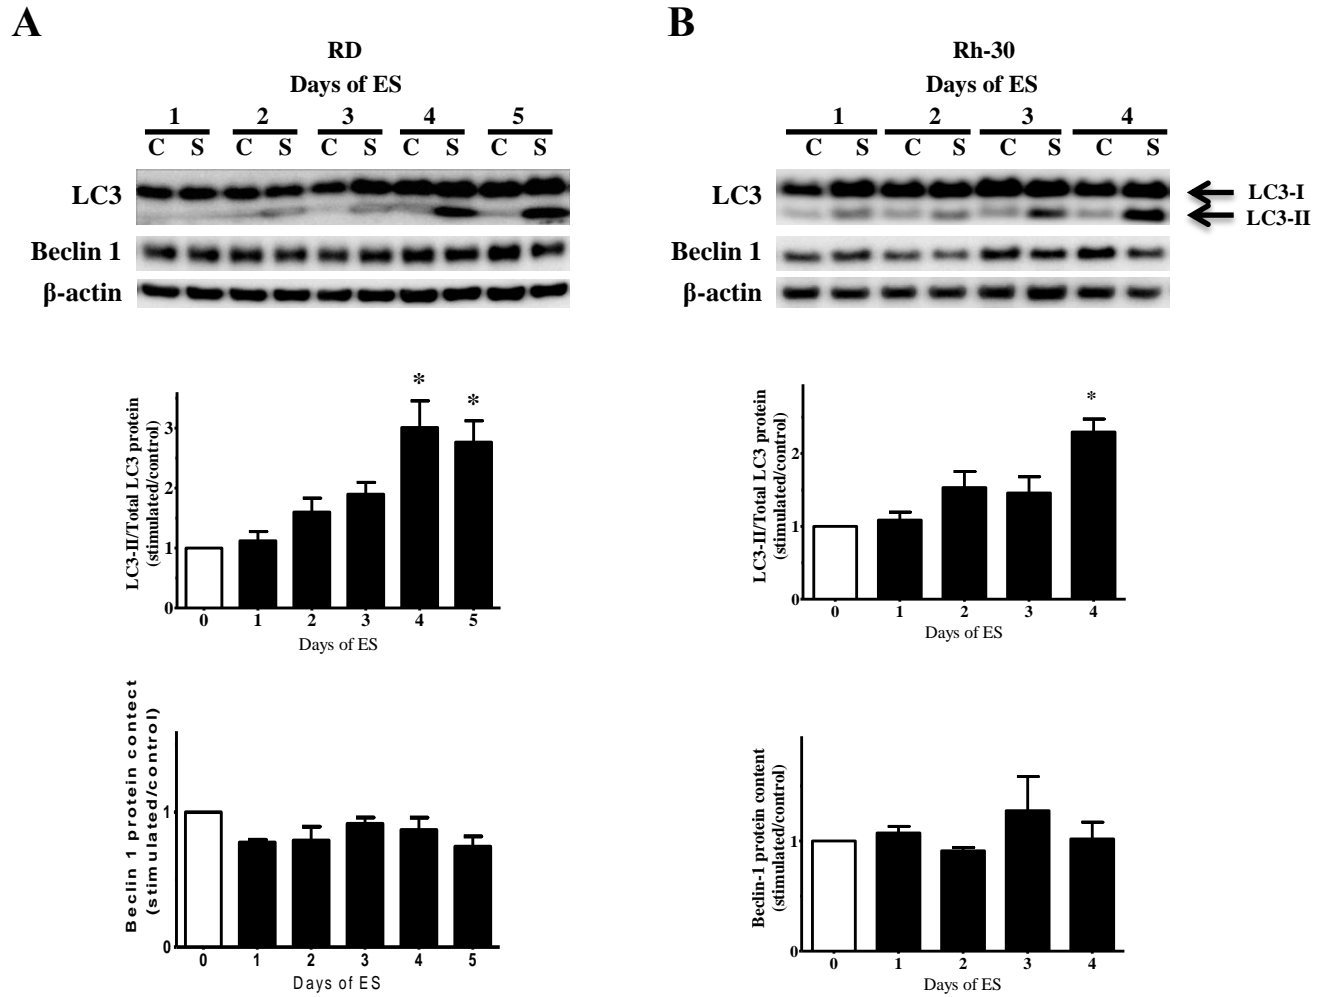 A
RD
Days of ES
1 2 3 4 5
C S C S C S C S C S
LC3
Beclin 1
β-actin
LC3-II/Total LC3 protein
(stimulated/control)
3
2
1
0
0 1 2 3 4 5
* *
Days of ES
Beclin 1 protein contect
(stimulated/control)
1
0
0 1 2 3 4 5
Days of ES
B
Rh-30
Days of ES
1 2 3 4
C S C S C S C S
LC3
LC3-I
LC3-II
Beclin 1
β-actin
LC3-II/Total LC3 protein
(stimulated/control)
2
1
0
0 1 2 3 4
*
Days of ES
Beclin-1 protein content
(stimulated/control)
1
0
0 1 2 3 4
Days of ES